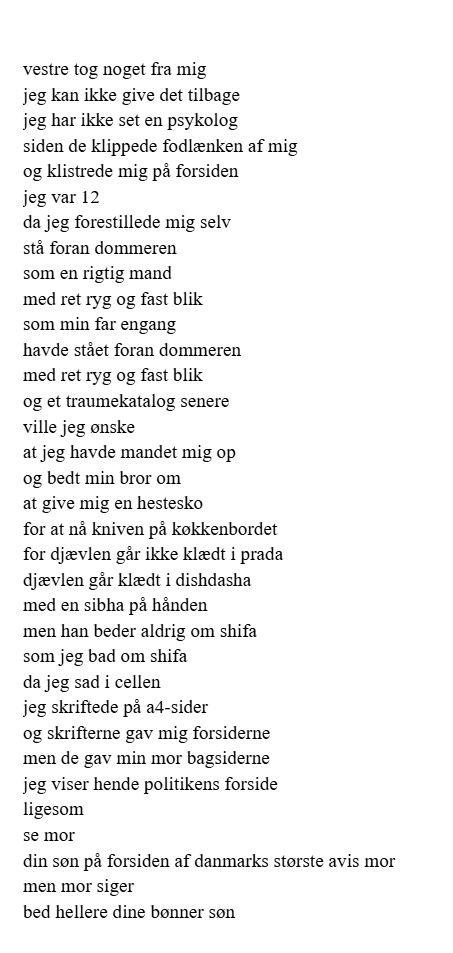 vestre tog noget fra mig
jeg kan ikke give det tilbage
jeg har ikke set en psykolog
siden de klippede fodlænken af mig
og klistrede mig på forsiden
jeg var 12
da jeg forestillede mig selv
stå foran dommeren
som en rigtig mand
med ret ryg og fast blik
som min far engang
havde stået foran dommeren
med ret ryg og fast blik
og et traumekatalog senere
ville jeg ønske
at jeg havde mandet mig op
og bedt min bror om
at give mig en hestesko
for at nå kniven på køkkenbordet
for djævlen går ikke klædt i prada
djævlen går klædt i dishdasha
med en sibha på hånden
men han beder aldrig om shifa
som jeg bad om shifa
da jeg sad i cellen
jeg skriftede på a4-sider
og skrifterne gav mig forsiderne
men de gav min mor bagsiderne
jeg viser hende politikens forside
ligesom
se mor
din søn på forsiden af danmarks største avis mor
men mor siger
bed hellere dine bønner søn